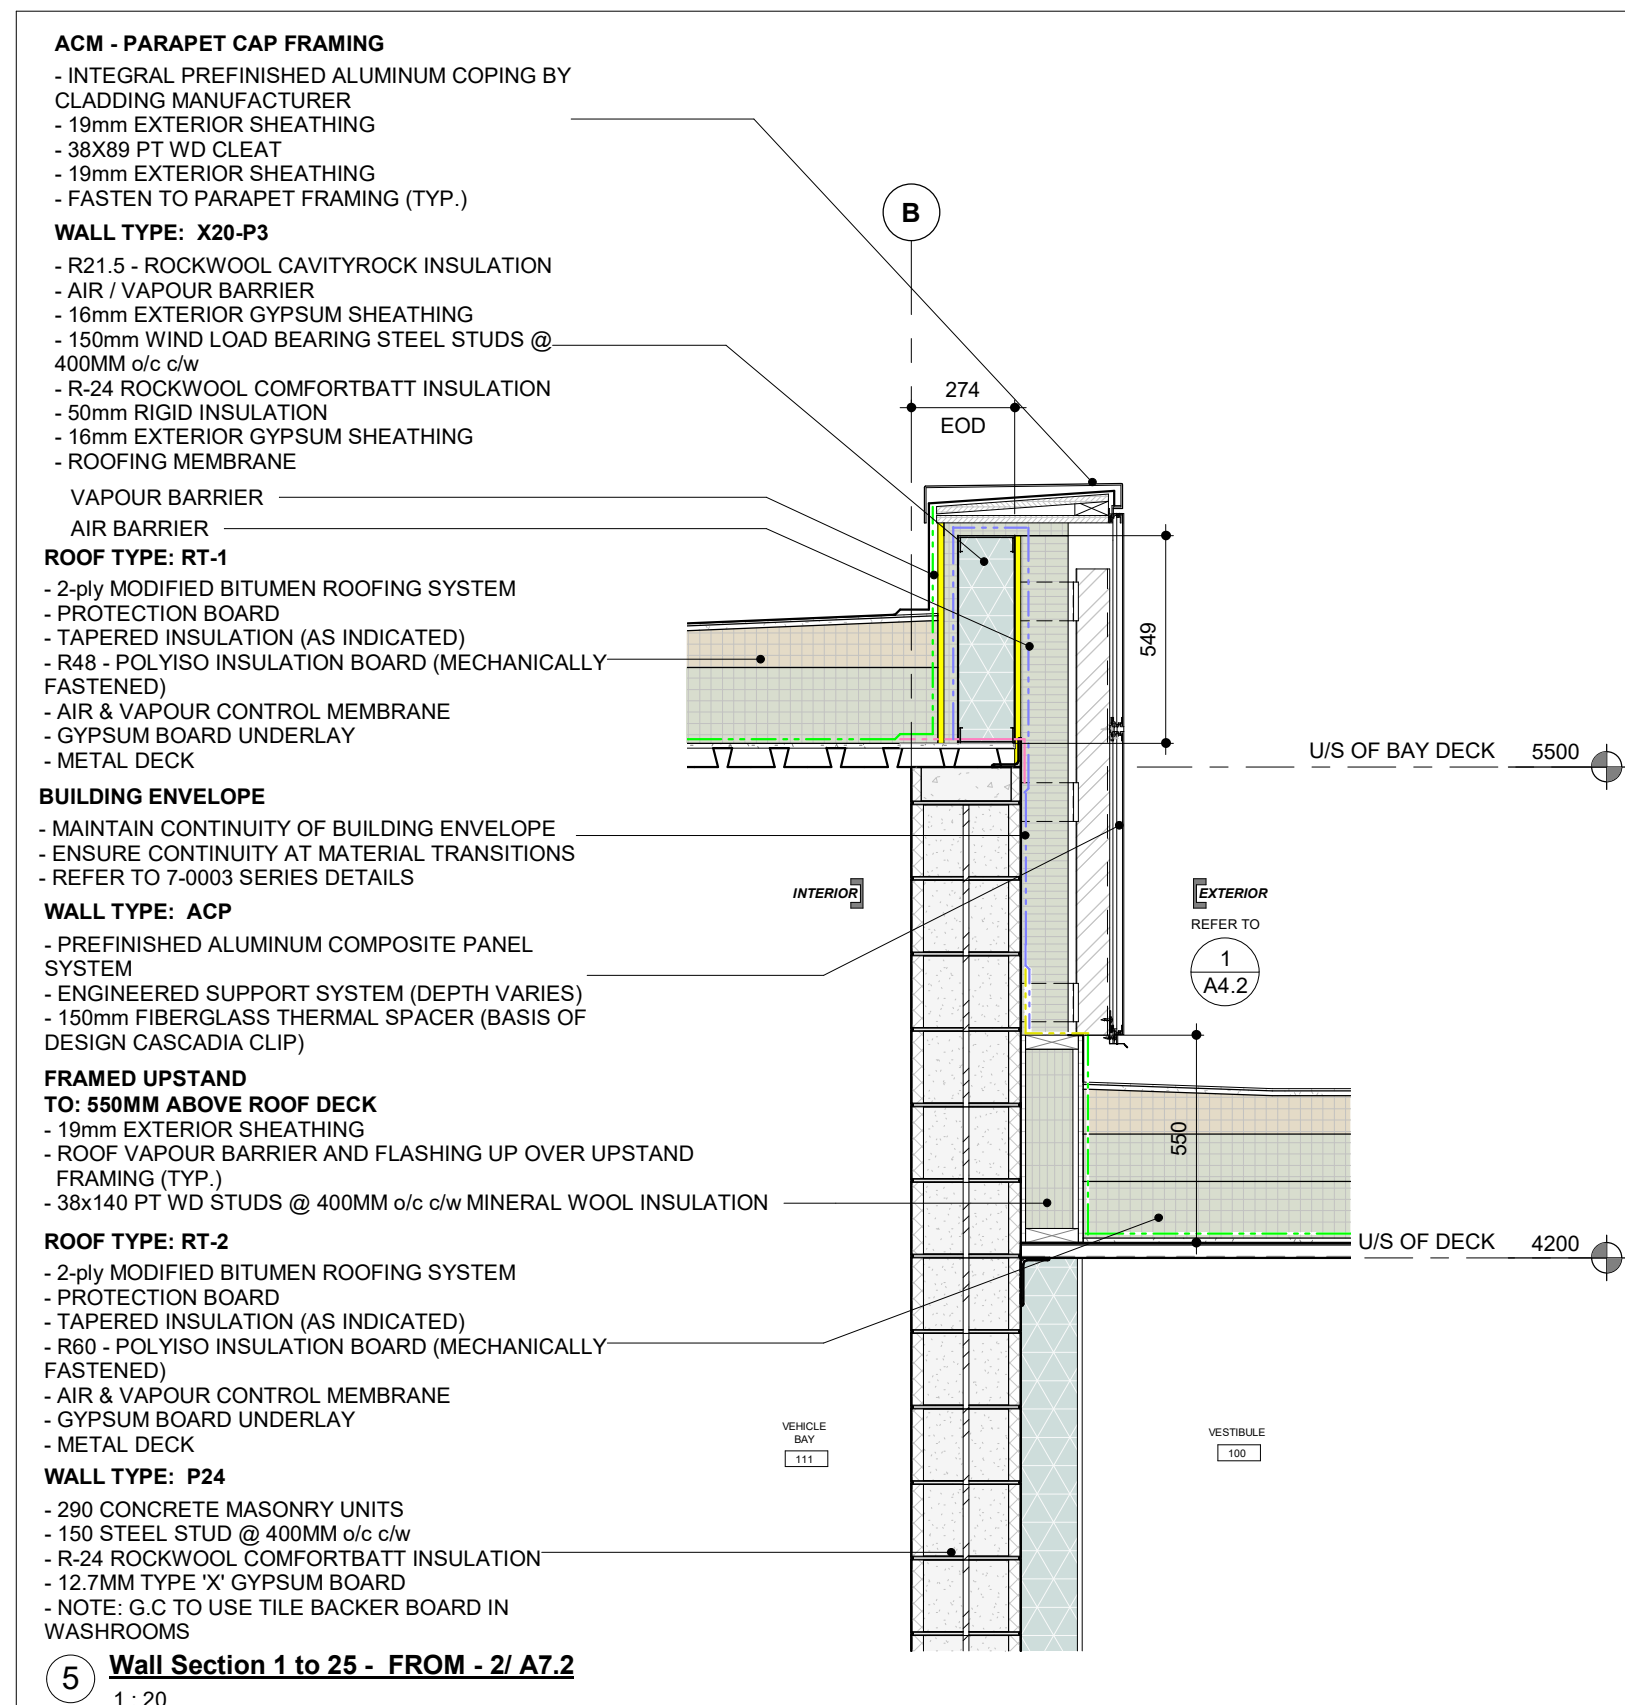 ACM - PARAPET CAP FRAMING
- INTEGRAL PREFINISHED ALUMINUM COPING BY
CLADDING MANUFACTURER
- 19mm EXTERIOR SHEATHING
- 38X89 PT WD CLEAT
- 19mm EXTERIOR SHEATHING
- FASTEN TO PARAPET FRAMING (TYP.)
WALL TYPE: X20-P3
- R21.5 - ROCKWOOL CAVITYROCK INSULATION
- AIR / VAPOUR BARRIER
- 16mm EXTERIOR GYPSUM SHEATHING
- 150mm WIND LOAD BEARING STEEL STUDS @
400MM o/c c/w
- R-24 ROCKWOOL COMFORTBATT INSULATION
- 50mm RIGID INSULATION
- 16mm EXTERIOR GYPSUM SHEATHING
- ROOFING MEMBRANE
VAPOUR BARRIER
AIR BARRIER
ROOF TYPE: RT-1
- 2-ply MODIFIED BITUMEN ROOFING SYSTEM
- PROTECTION BOARD
- TAPERED INSULATION (AS INDICATED)
- R48 - POLYISO INSULATION BOARD (MECHANICALLY
FASTENED)
- AIR & VAPOUR CONTROL MEMBRANE
- GYPSUM BOARD UNDERLAY
- METAL DECK
BUILDING ENVELOPE
- MAINTAIN CONTINUITY OF BUILDING ENVELOPE
- ENSURE CONTINUITY AT MATERIAL TRANSITIONS
- REFER TO 7-0003 SERIES DETAILS
WALL TYPE: ACP
- PREFINISHED ALUMINUM COMPOSITE PANEL
SYSTEM
- ENGINEERED SUPPORT SYSTEM (DEPTH VARIES)
- 150mm FIBERGLASS THERMAL SPACER (BASIS OF
DESIGN CASCADIA CLIP)
FRAMED UPSTAND
TO: 550MM ABOVE ROOF DECK
- 19mm EXTERIOR SHEATHING
- ROOF VAPOUR BARRIER AND FLASHING UP OVER UPSTAND
FRAMING (TYP.)
- 38x140 PT WD STUDS @ 400MM o/c c/w MINERAL WOOL INSULATION
ROOF TYPE: RT-2
- 2-ply MODIFIED BITUMEN ROOFING SYSTEM
- PROTECTION BOARD
- TAPERED INSULATION (AS INDICATED)
- R60 - POLYISO INSULATION BOARD (MECHANICALLY
FASTENED)
- AIR & VAPOUR CONTROL MEMBRANE
- GYPSUM BOARD UNDERLAY
- METAL DECK
WALL TYPE: P24
- 290 CONCRETE MASONRY UNITS
- 150 STEEL STUD @ 400MM o/c c/w
- R-24 ROCKWOOL COMFORTBATT INSULATION
- 12.7MM TYPE 'X' GYPSUM BOARD
- NOTE: G.C TO USE TILE BACKER BOARD IN
WASHROOMS
5 Wall Section 1 to 25 - FROM - 2/ A7.2
1 : 20
B
274
EOD
549
U/S OF BAY DECK 5500
INTERIOR
EXTERIOR
REFER TO
1
A4.2
550
U/S OF DECK 4200
VEHICLE
BAY
111
VESTIBULE
100